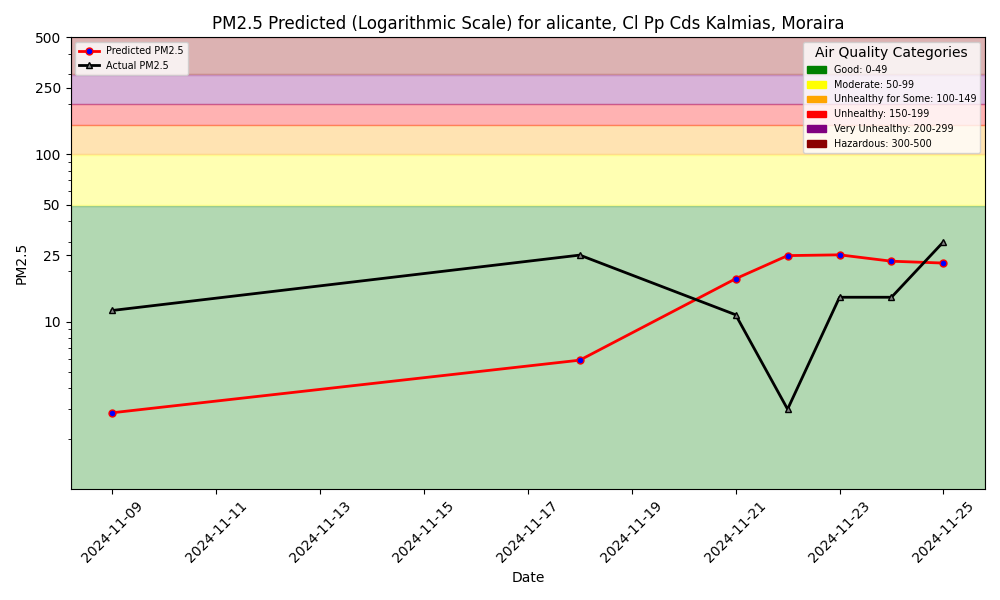 PM2.5 Predicted (Logarithmic Scale) for alicante, Cl Pp Cds Kalmias, Moraira
Predicted PM2.5
Actual PM2.5
Air Quality Categories
Good: 0-49
Moderate: 50-99
Unhealthy for Some: 100-149
Unhealthy: 150-199
Very Unhealthy: 200-299
Hazardous: 300-500
500
250
100
50
25
10
PM2.5
2024-11-09
2024-11-11
2024-11-13
2024-11-15
2024-11-17
2024-11-19
2024-11-21
2024-11-23
2024-11-25
Date